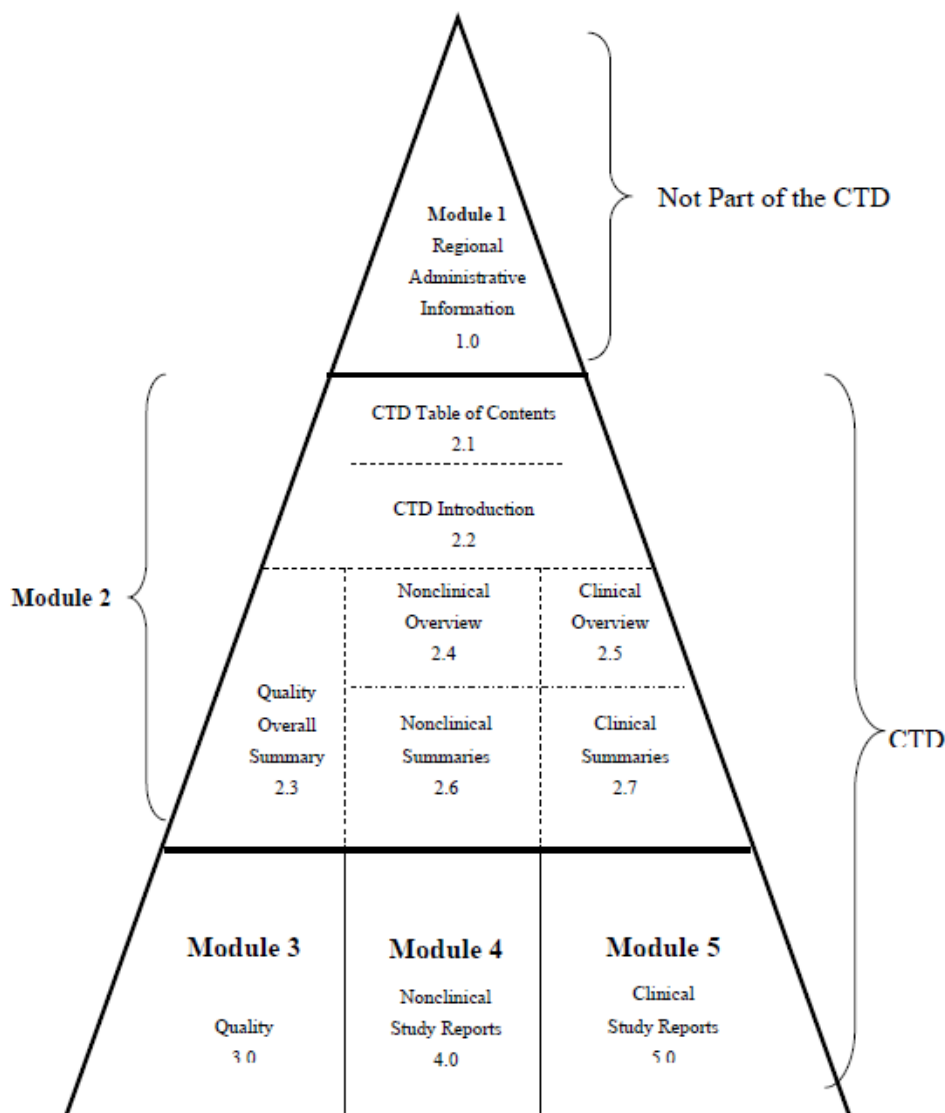 Module 1
Regional
Administrative
Information
1.0
Not Part of the CTD
CTD Table of Contents
2.1
CTD Introduction
2.2
Module 2
Nonclinical
Overview
2.4
Clinical
Overview
2.5
Quality
Overall
Summary
2.3
Nonclinical
Summaries
2.6
Clinical
Summaries
2.7
CTD
Module 3
Quality
3.0
Module 4
Nonclinical
Study Reports
4.0
Module 5
Clinical
Study Reports
5.0